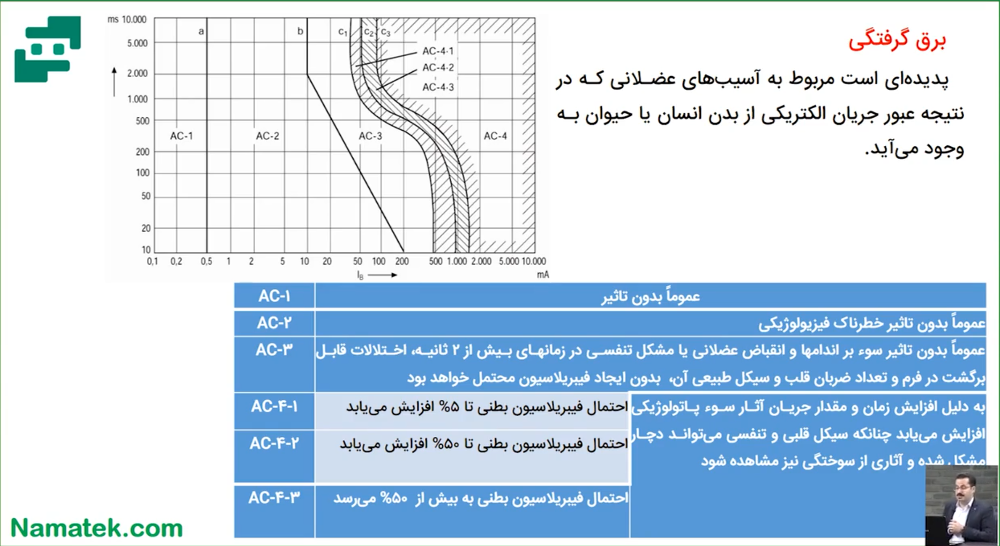 برق گرفتگی
پدیده‌ای است مربوط به آسیب‌های عضلانی که در
نتیجه عبور جریان الکتریکی از بدن انسان یا حیوان به
وجود می‌آید.
ms 10.000
5.000
2.000
1.000
500
200
100
50
20
10
a
b
c₁
c₂
c₃
AC-4·1
AC-4·2
AC-4·3
AC-1
AC-2
AC-3
AC-4
0,1 0,2 0,5 1 2 5 10 20 50 100 200 500 1.000 2.000 5.000 10.000
I_B
mA
AC-۱
عموماً بدون تاثیر
AC-۲
عموماً بدون تاثیر خطرناک فیزیولوژیکی
AC-۳
عموماً بدون تاثیر سوء بر اندامها و انقباض عضلانی یا مشکل تنفسی در زمانهای بیش از ۲ ثانیه، اختلالات قابل
برگشت در فرم و تعداد ضربان قلب و سیکل طبیعی آن، بدون ایجاد فیبریلاسیون محتمل خواهد بود
AC-۴-۱
احتمال فیبریلاسیون بطنی تا ۵% افزایش می‌یابد
AC-۴-۲
احتمال فیبریلاسیون بطنی تا ۵۰% افزایش می‌یابد
AC-۴-۳
احتمال فیبریلاسیون بطنی به بیش از ۵۰% می‌رسد
به دلیل افزایش زمان و مقدار جریان آثار سوء پاتولوژیکی
افزایش می‌یابد چنانکه سیکل قلبی و تنفسی می‌تواند دچار
مشکل شده و آثاری از سوختگی نیز مشاهده شود
Namatek.com